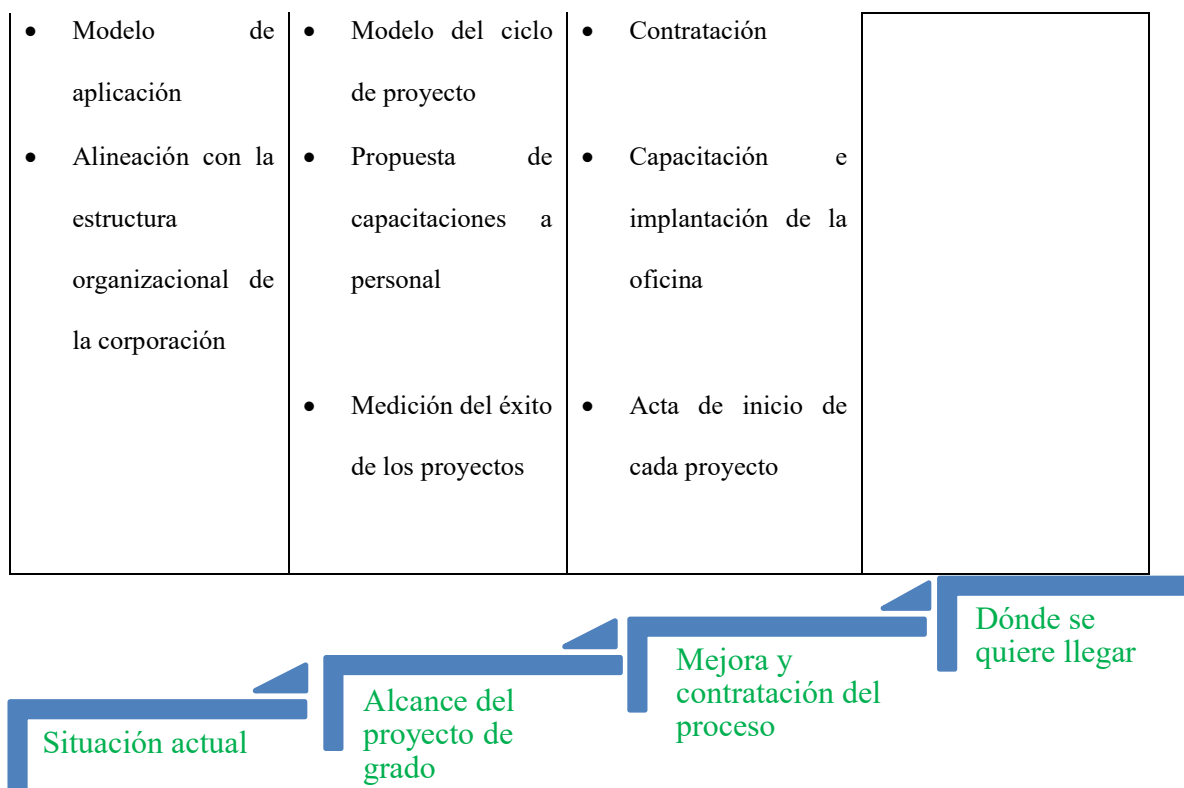 • Modelo de
aplicación
• Alineación con la
estructura
organizacional de
la corporación
• Modelo del ciclo
de proyecto
• Propuesta de
capacitaciones a
personal
• Medición del éxito
de los proyectos
• Contratación
• Capacitación e
implantación de la
oficina
• Acta de inicio de
cada proyecto
Situación actual
Alcance del
proyecto de
grado
Mejora y
contratación del
proceso
Dónde se
quiere llegar